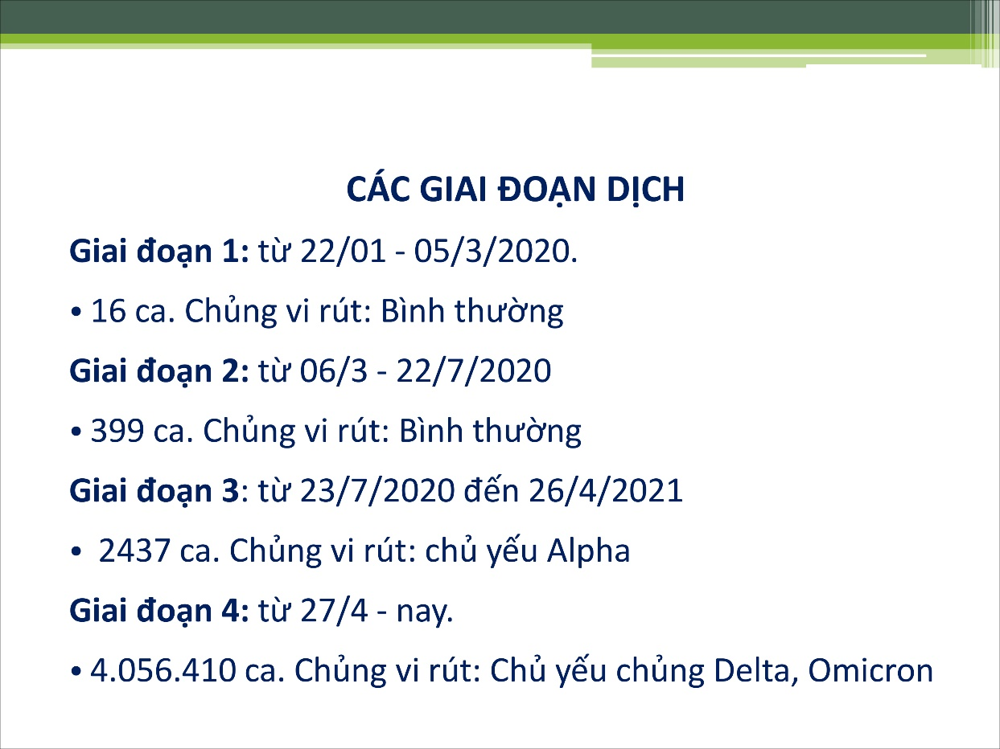 CÁC GIAI ĐOẠN DỊCH
Giai đoạn 1: từ 22/01 - 05/3/2020.
• 16 ca. Chủng vi rút: Bình thường
Giai đoạn 2: từ 06/3 - 22/7/2020
• 399 ca. Chủng vi rút: Bình thường
Giai đoạn 3: từ 23/7/2020 đến 26/4/2021
• 2437 ca. Chủng vi rút: chủ yếu Alpha
Giai đoạn 4: từ 27/4 - nay.
• 4.056.410 ca. Chủng vi rút: Chủ yếu chủng Delta, Omicron